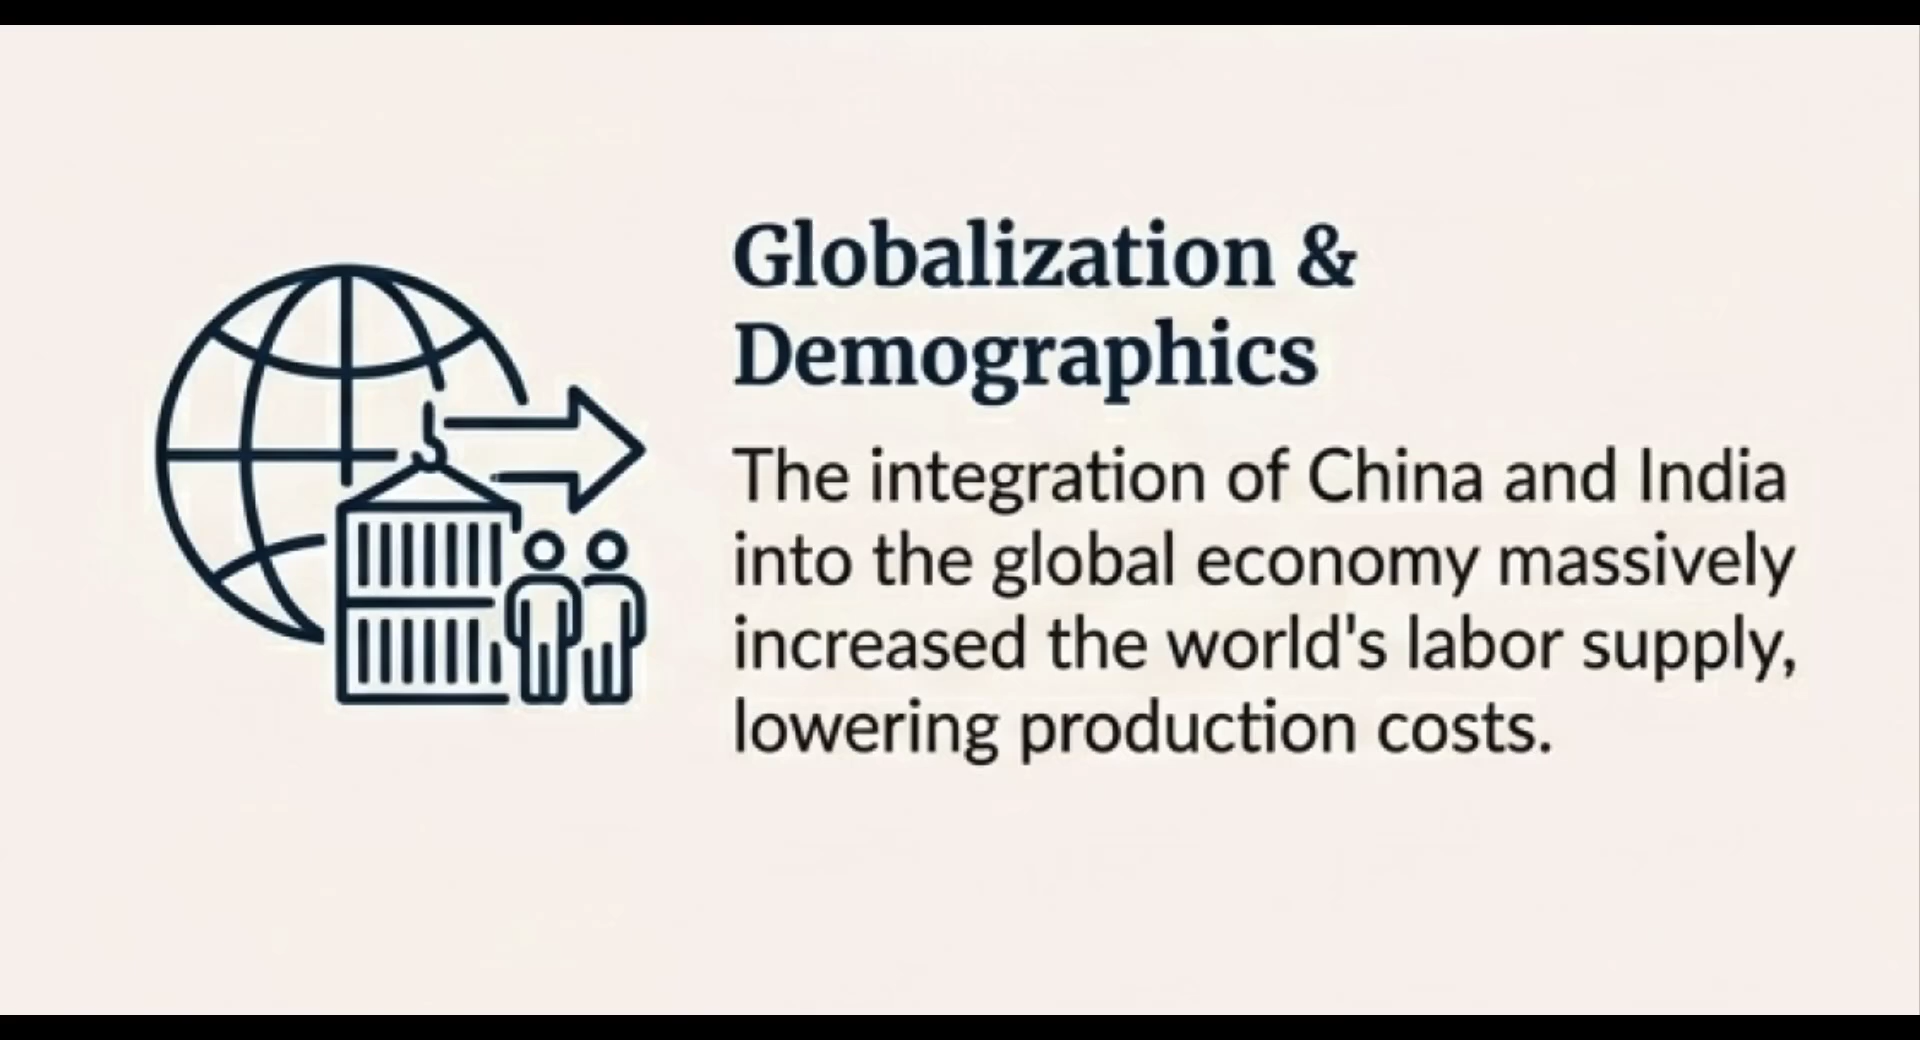 Globalization &
Demographics
The integration of China and India
into the global economy massively
increased the world's labor supply,
lowering production costs.